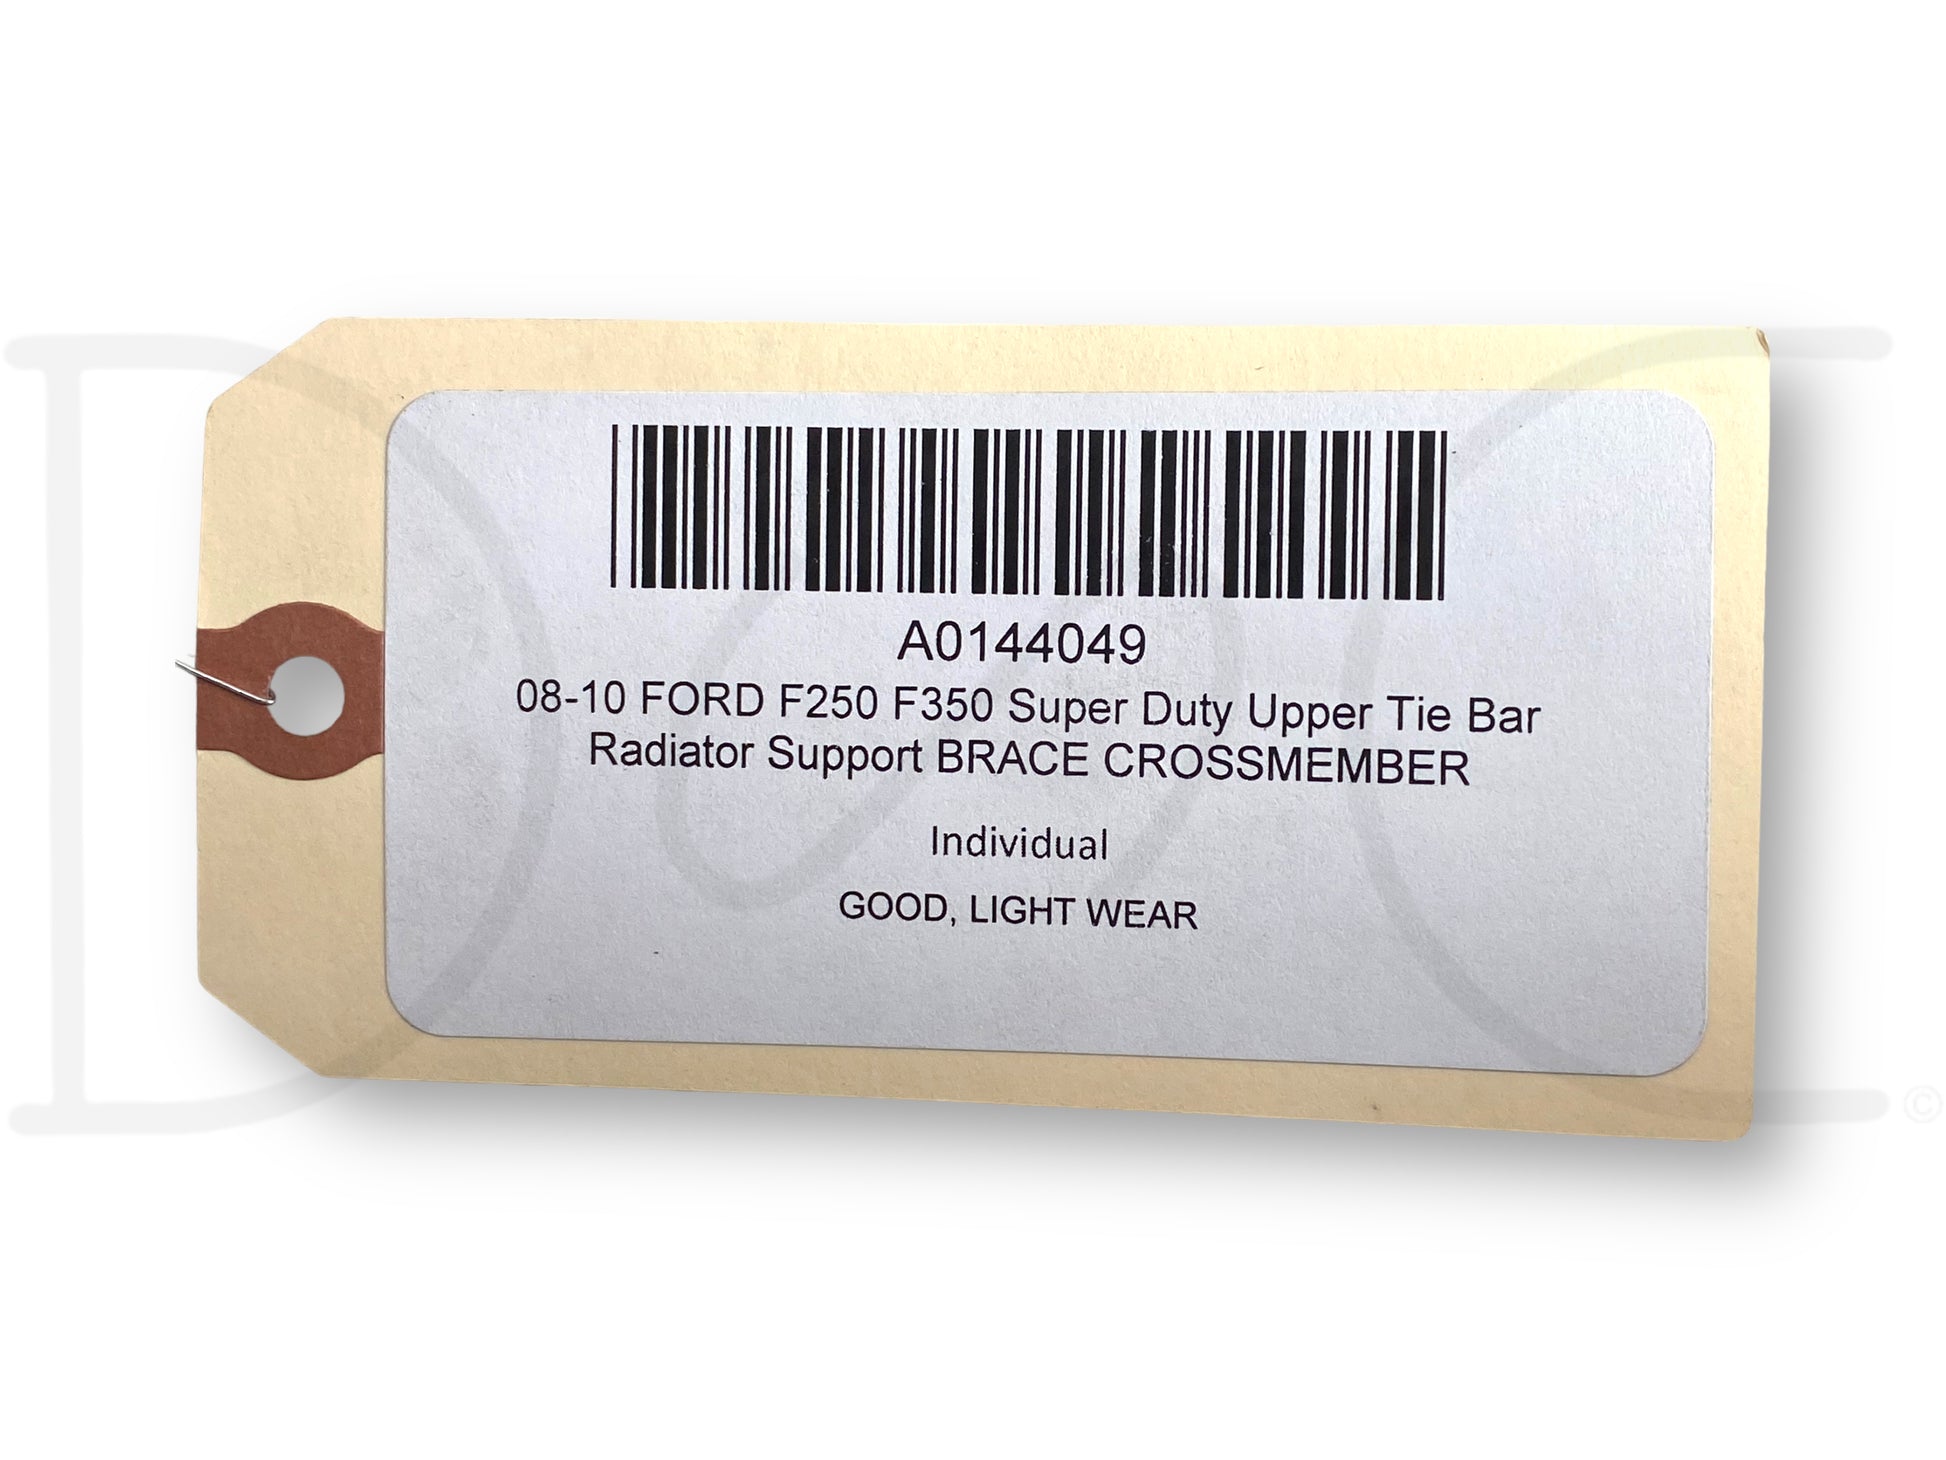 A0144049
08-10 FORD F250 F350 Super Duty Upper Tie Bar
Radiator Support BRACE CROSSMEMBER
Individual
GOOD, LIGHT WEAR
©